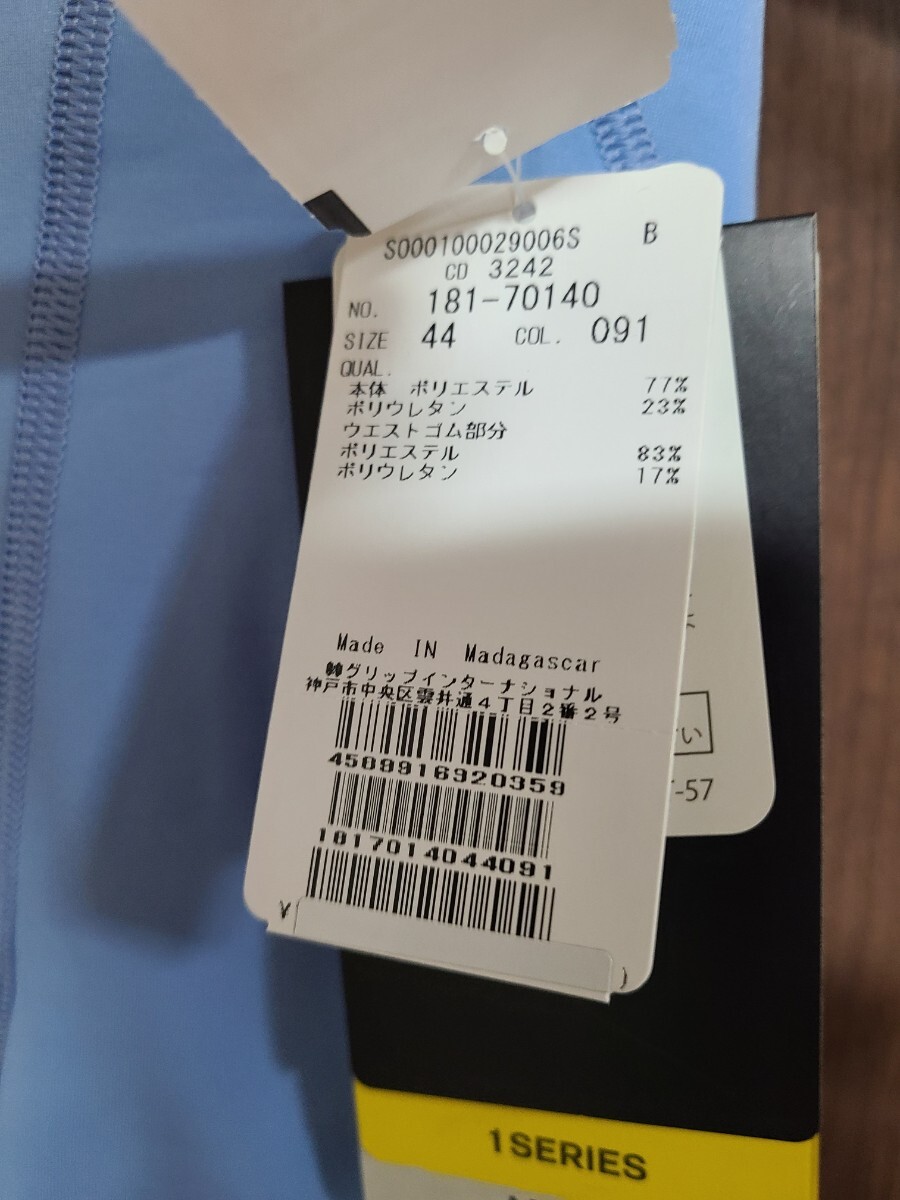 S000100029006S B
CD 3242
NO. 181-70140
SIZE 44 COL. 091
QUAL.
本体 ポリエステル 77%
ポリウレタン 23%
ウエストゴム部分
ポリエステル 83%
ポリウレタン 17%
Made IN Madagascar
㈱グリップインターナショナル
神戸市中央区雲井通4丁目2番2号
4589916920359
1817014044091
¥
い
-57
1SERIES